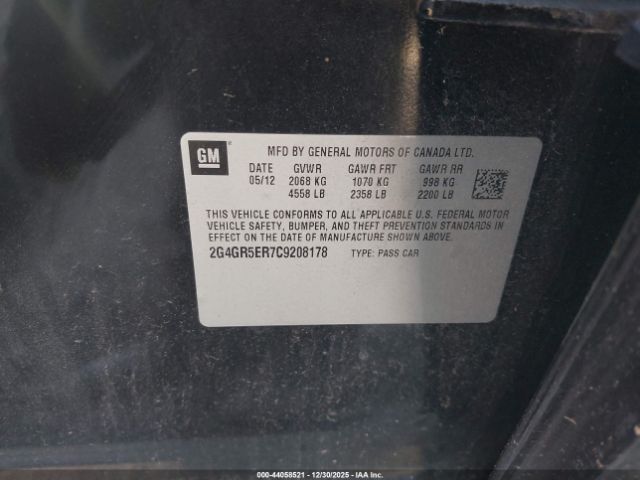 GM
MFD BY GENERAL MOTORS OF CANADA LTD.
DATE GVWR GAWR FRT GAWR RR
05/12 2068 KG 1070 KG 998 KG
4558 LB 2358 LB 2200 LB
THIS VEHICLE CONFORMS TO ALL APPLICABLE U.S. FEDERAL MOTOR
VEHICLE SAFETY, BUMPER, AND THEFT PREVENTION STANDARDS IN
EFFECT ON THE DATE OF MANUFACTURE SHOWN ABOVE.
2G4GR5ER7C9208178 TYPE: PASS CAR
000-44058521 - 12/30/2025 - IAAI.com